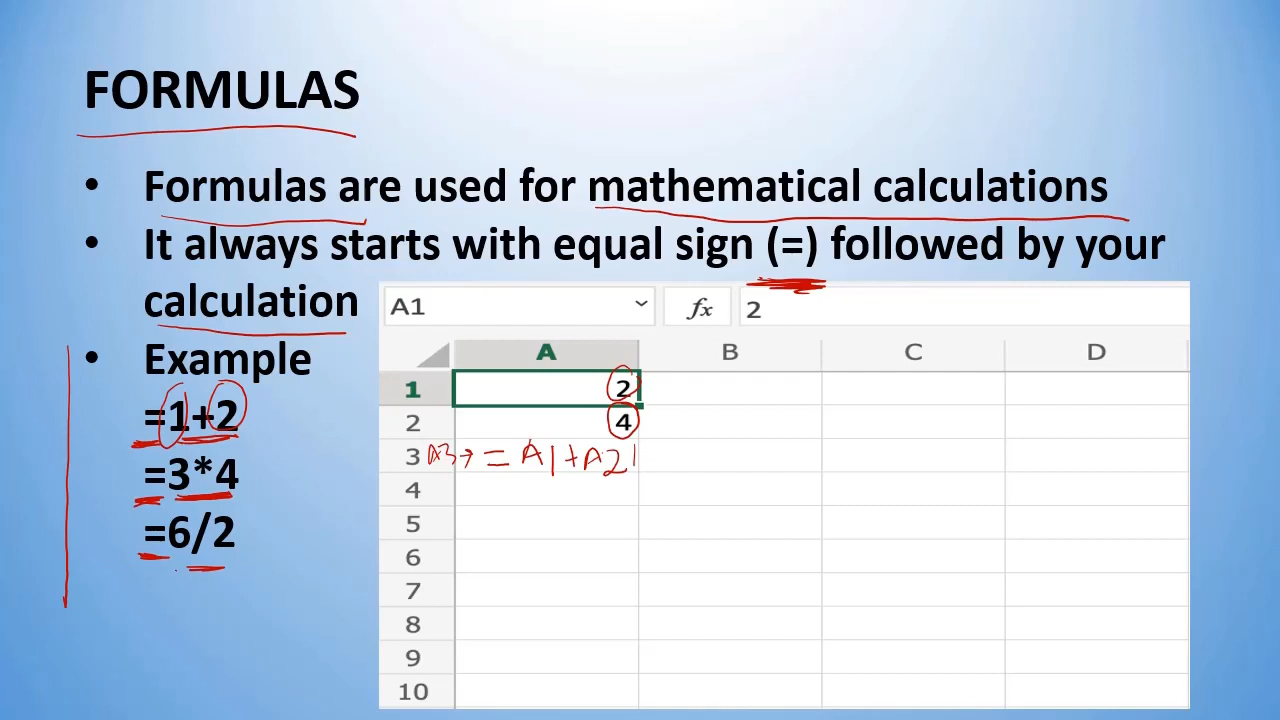 FORMULAS
• Formulas are used for mathematical calculations
• It always starts with equal sign (=) followed by your
calculation
• Example
=1+2
=3*4
=6/2
A1 fx 2
A B C D
1 2
2 4
3 A3→ = A1+A2
4
5
6
7
8
9
10